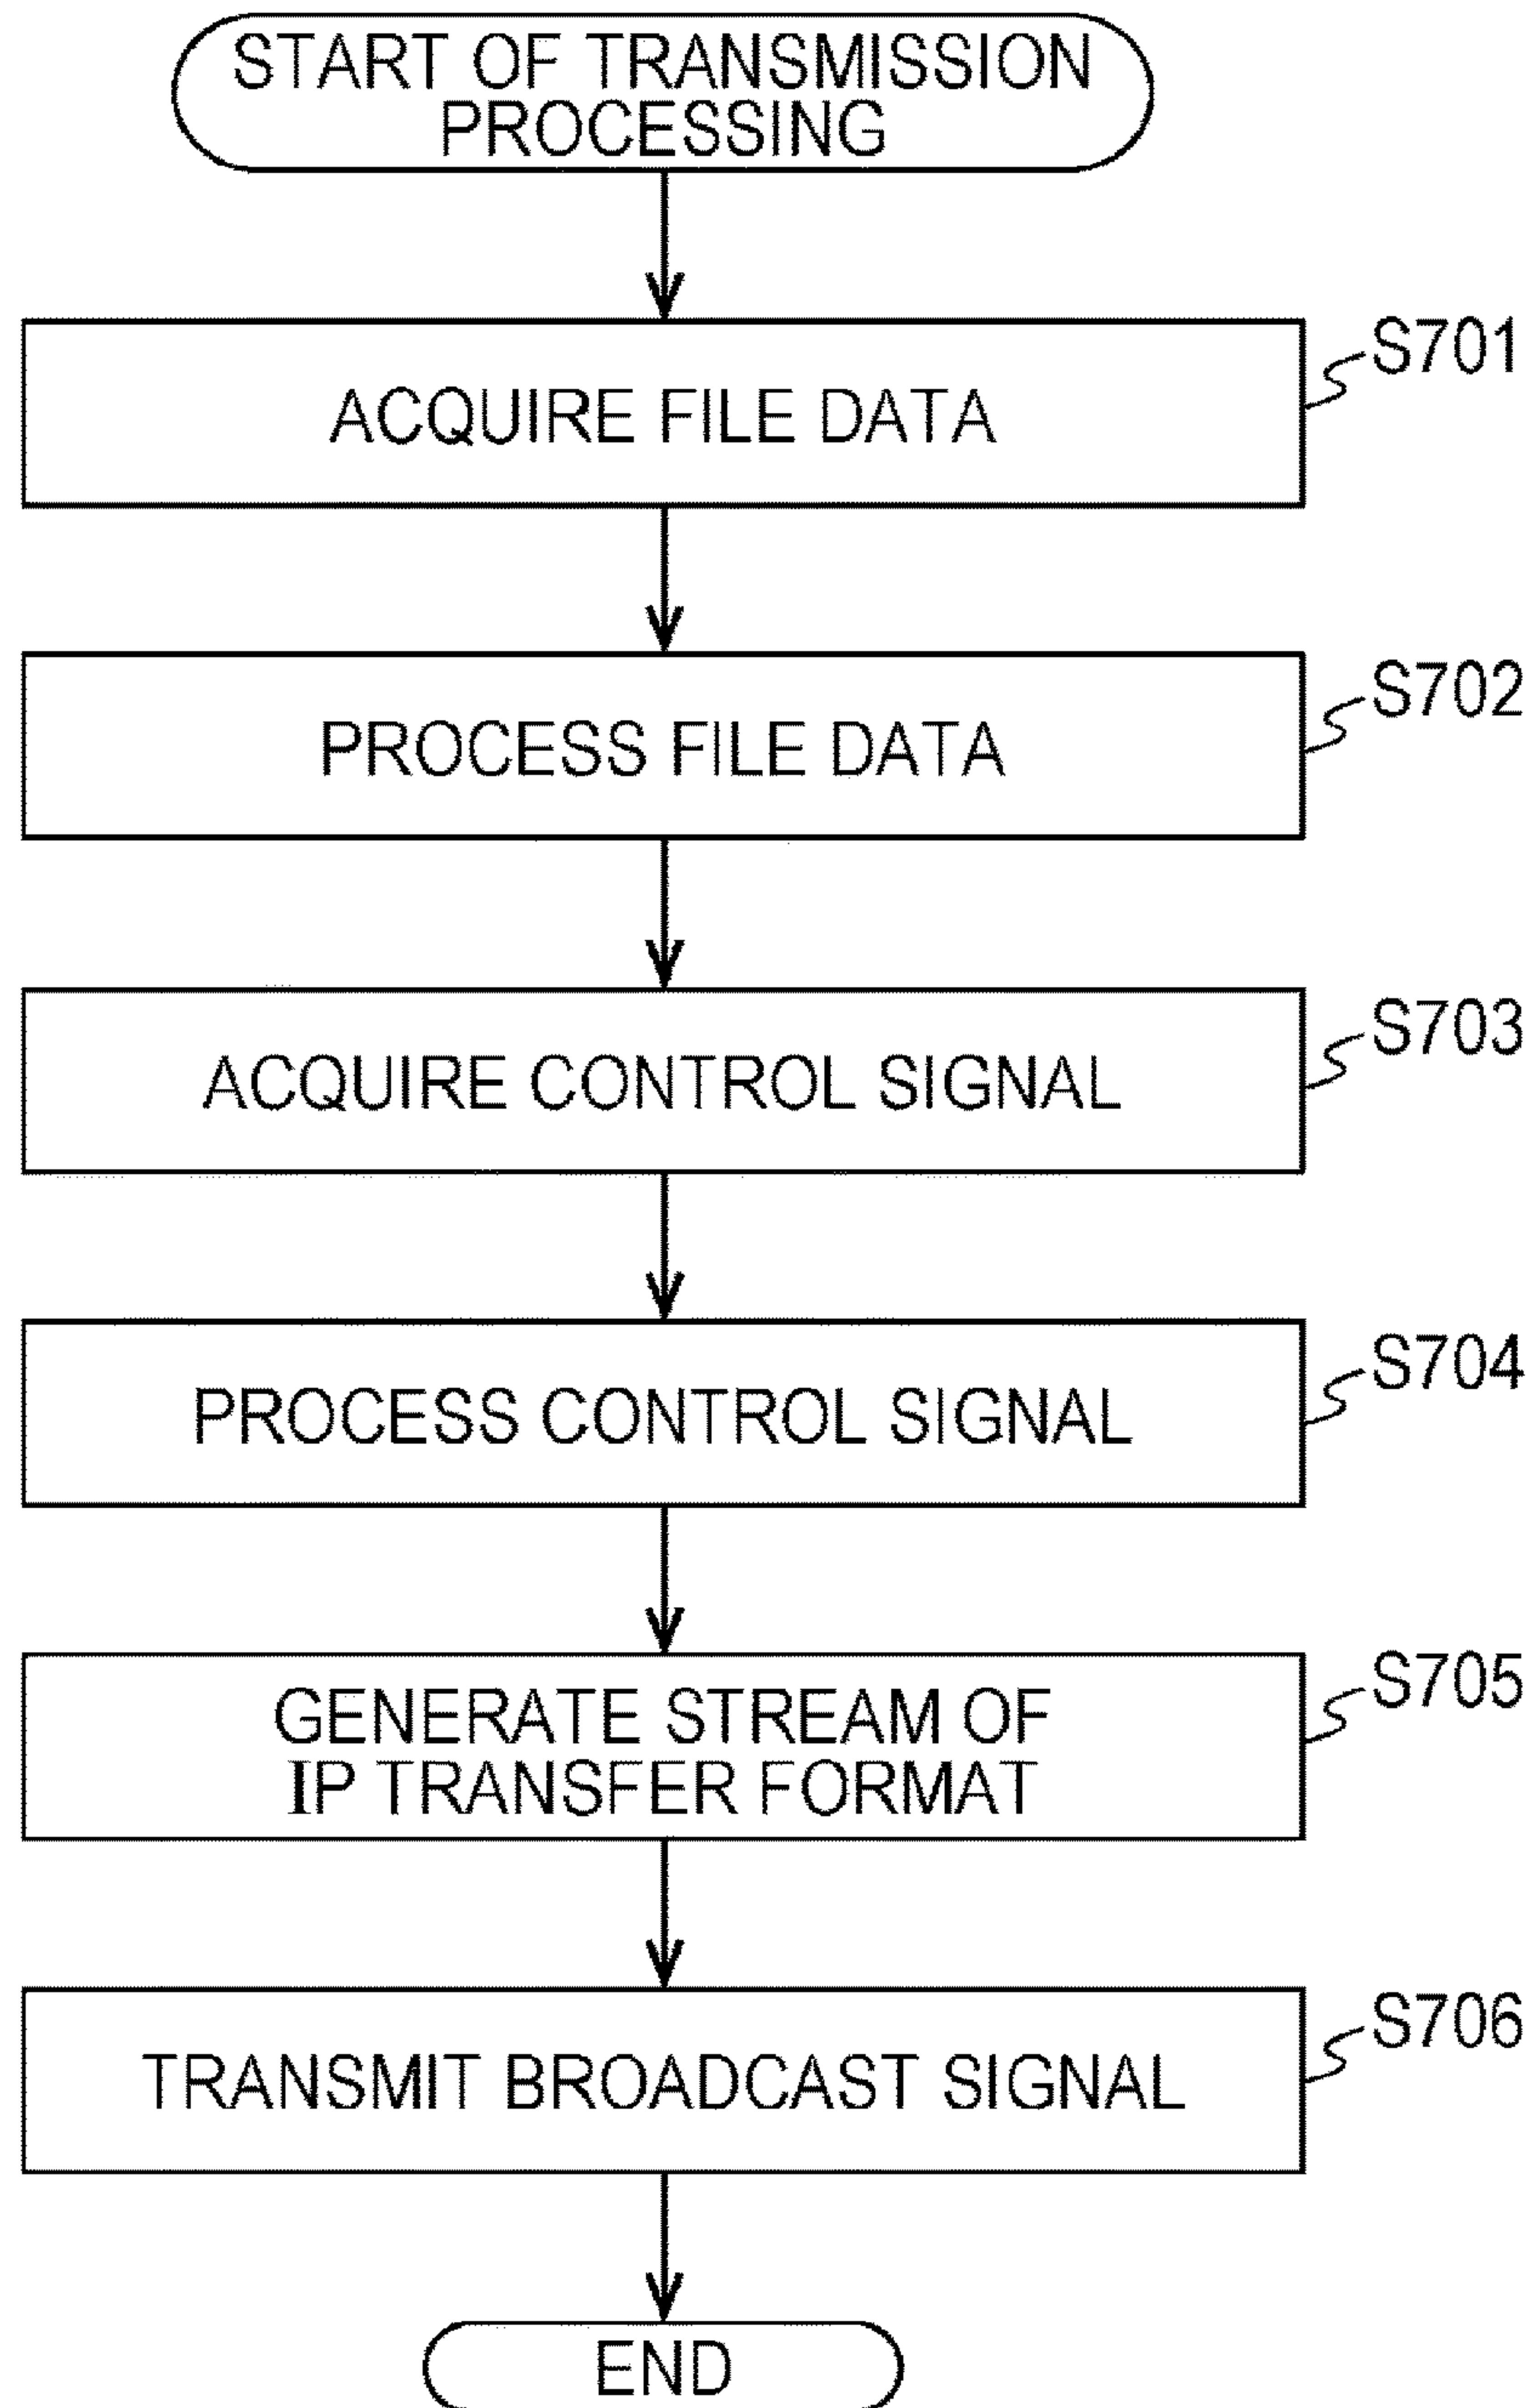 START OF TRANSMISSION
PROCESSING
S701
ACQUIRE FILE DATA
S702
PROCESS FILE DATA
S703
ACQUIRE CONTROL SIGNAL
S704
PROCESS CONTROL SIGNAL
S705
GENERATE STREAM OF
IP TRANSFER FORMAT
S706
TRANSMIT BROADCAST SIGNAL
END